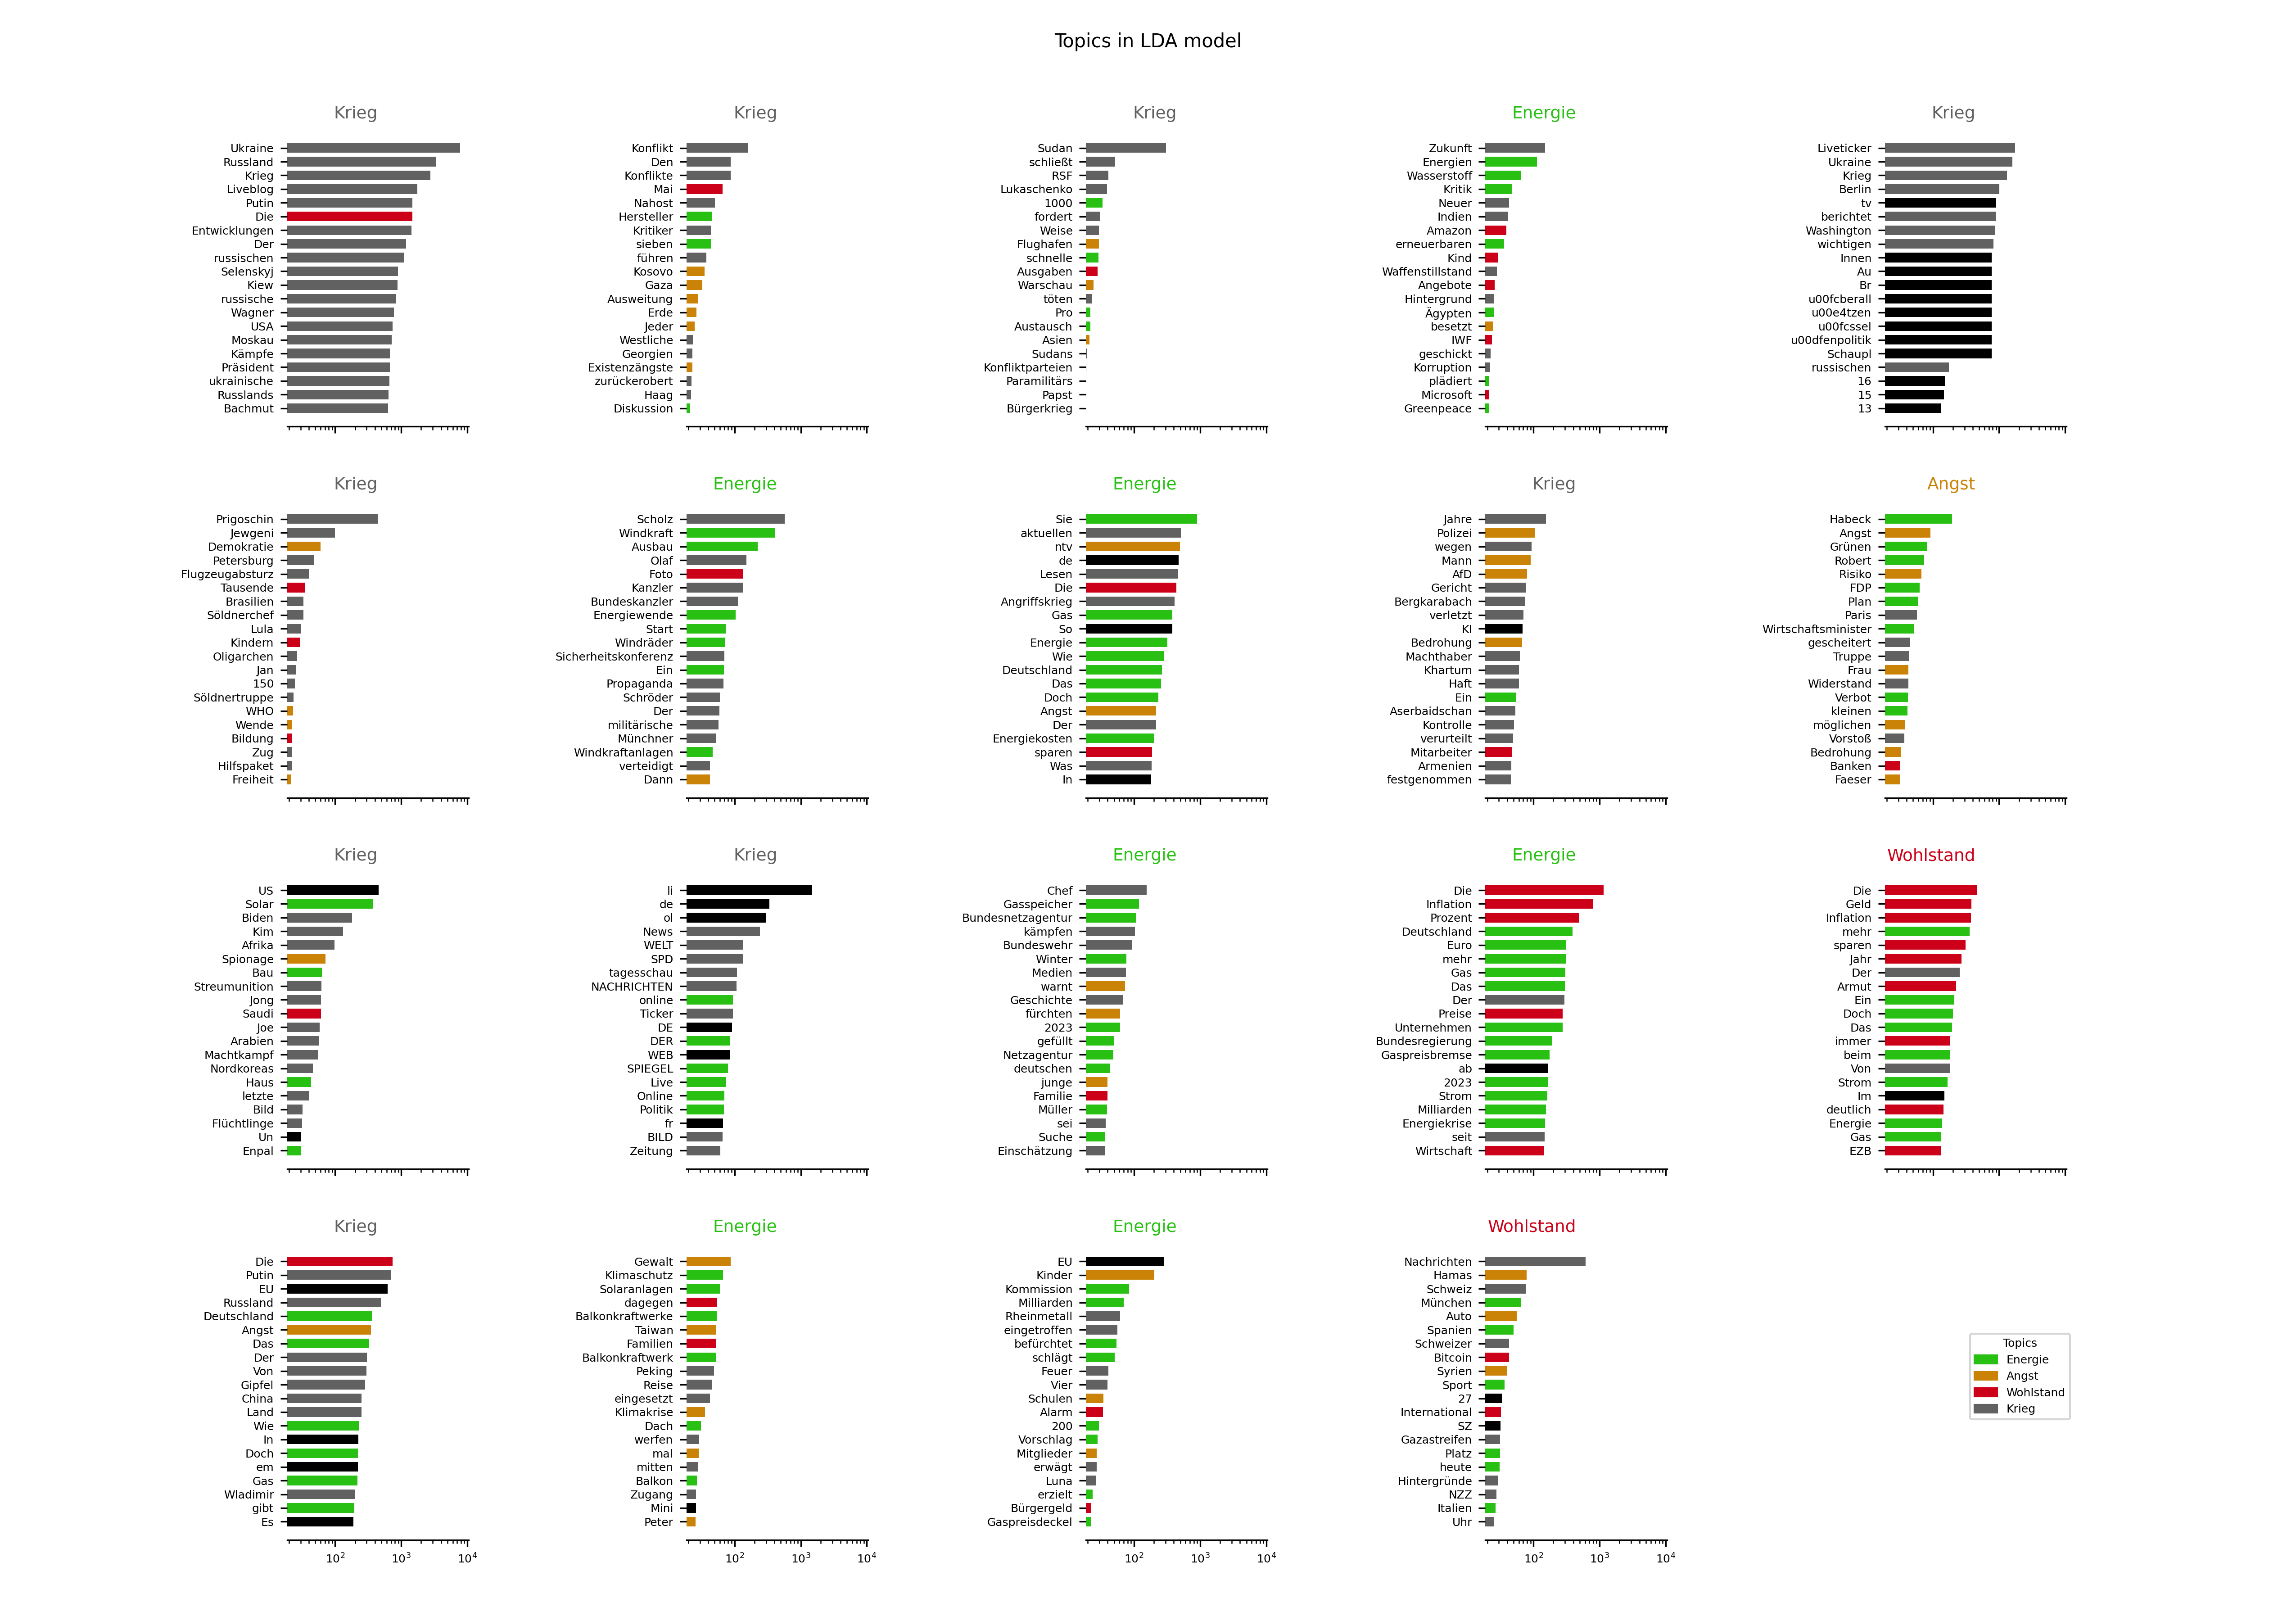 Topics in LDA model
Krieg
Ukraine
Russland
Krieg
Liveblog
Putin
Die
Entwicklungen
Der
russischen
Selenskyj
Kiew
russische
Wagner
USA
Moskau
Kämpfe
Präsident
ukrainische
Russlands
Bachmut
Krieg
Konflikt
Den
Konflikte
Mai
Nahost
Hersteller
Kritiker
sieben
führen
Kosovo
Gaza
Ausweitung
Erde
Jeder
Westliche
Georgien
Existenzängste
zurückerobert
Haag
Diskussion
Krieg
Sudan
schließt
RSF
Lukaschenko
1000
fordert
Weise
Flughafen
schnelle
Ausgaben
Warschau
töten
Pro
Austausch
Asien
Sudans
Konfliktparteien
Paramilitärs
Papst
Bürgerkrieg
Energie
Zukunft
Energien
Wasserstoff
Kritik
Neuer
Indien
Amazon
erneuerbaren
Kind
Waffenstillstand
Angebote
Hintergrund
Ägypten
besetzt
IWF
geschickt
Korruption
plädiert
Microsoft
Greenpeace
Krieg
Liveticker
Ukraine
Krieg
Berlin
tv
berichtet
Washington
wichtigen
Innen
Au
Br
u00fcberall
u00e4tzen
u00fcssel
u00dfenpolitik
Schaupl
russischen
16
15
13
Krieg
Prigoschin
Jewgeni
Demokratie
Petersburg
Flugzeugabsturz
Tausende
Brasilien
Söldnerchef
Lula
Kindern
Oligarchen
Jan
150
Söldnertruppe
WHO
Wende
Bildung
Zug
Hilfspaket
Freiheit
Energie
Scholz
Windkraft
Ausbau
Olaf
Foto
Kanzler
Bundeskanzler
Energiewende
Start
Windräder
Sicherheitskonferenz
Ein
Propaganda
Schröder
Der
militärische
Münchner
Windkraftanlagen
verteidigt
Dann
Energie
Sie
aktuellen
ntv
de
Lesen
Die
Angriffskrieg
Gas
So
Energie
Wie
Deutschland
Das
Doch
Angst
Der
Energiekosten
sparen
Was
In
Krieg
Jahre
Polizei
wegen
Mann
AfD
Gericht
Bergkarabach
verletzt
KI
Bedrohung
Machthaber
Khartum
Haft
Ein
Aserbaidschan
Kontrolle
verurteilt
Mitarbeiter
Armenien
festgenommen
Angst
Habeck
Angst
Grünen
Robert
Risiko
FDP
Plan
Paris
Wirtschaftsminister
gescheitert
Truppe
Frau
Widerstand
Verbot
kleinen
möglichen
Vorstoß
Bedrohung
Banken
Faeser
Krieg
US
Solar
Biden
Kim
Afrika
Spionage
Bau
Streumunition
Jong
Saudi
Joe
Arabien
Machtkampf
Nordkoreas
Haus
letzte
Bild
Flüchtlinge
Un
Enpal
Krieg
li
de
ol
News
WELT
SPD
tagesschau
NACHRICHTEN
online
Ticker
DE
DER
WEB
SPIEGEL
Live
Online
Politik
fr
BILD
Zeitung
Energie
Chef
Gasspeicher
Bundesnetzagentur
kämpfen
Bundeswehr
Winter
Medien
warnt
Geschichte
fürchten
2023
gefüllt
Netzagentur
deutschen
junge
Familie
Müller
sei
Suche
Einschätzung
Energie
Die
Inflation
Prozent
Deutschland
Euro
mehr
Gas
Das
Der
Preise
Unternehmen
Bundesregierung
Gaspreisbremse
ab
2023
Strom
Milliarden
Energiekrise
seit
Wirtschaft
Wohlstand
Die
Geld
Inflation
mehr
sparen
Jahr
Der
Armut
Ein
Doch
Das
immer
beim
Von
Strom
Im
deutlich
Energie
Gas
EZB
Krieg
Die
Putin
EU
Russland
Deutschland
Angst
Das
Der
Von
Gipfel
China
Land
Wie
In
Doch
em
Gas
Wladimir
gibt
Es
10² 10³ 10⁴
Energie
Gewalt
Klimaschutz
Solaranlagen
dagegen
Balkonkraftwerke
Taiwan
Familien
Balkonkraftwerk
Peking
Reise
eingesetzt
Klimakrise
Dach
werfen
mal
mitten
Balkon
Zugang
Mini
Peter
10² 10³ 10⁴
Energie
EU
Kinder
Kommission
Milliarden
Rheinmetall
eingetroffen
befürchtet
schlägt
Feuer
Vier
Schulen
Alarm
200
Vorschlag
Mitglieder
erwägt
Luna
erzielt
Bürgergeld
Gaspreisdeckel
10² 10³ 10⁴
Wohlstand
Nachrichten
Hamas
Schweiz
München
Auto
Spanien
Schweizer
Bitcoin
Syrien
Sport
27
International
SZ
Gazastreifen
Platz
heute
Hintergründe
NZZ
Italien
Uhr
10² 10³ 10⁴
Topics
Energie
Angst
Wohlstand
Krieg